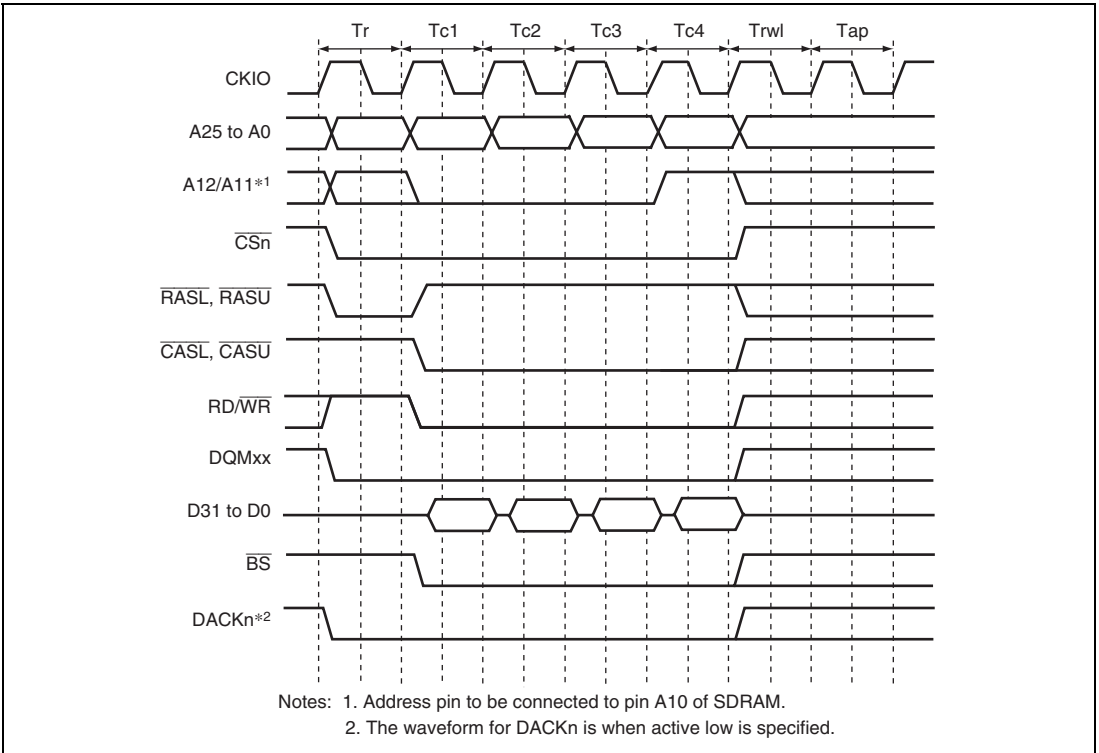 Tr Tc1 Tc2 Tc3 Tc4 Trwl Tap
CKIO
A25 to A0
A12/A11*1
CSn
RASL, RASU
CASL, CASU
RD/WR
DQMxx
D31 to D0
BS
DACKn*2
Notes: 1. Address pin to be connected to pin A10 of SDRAM.
2. The waveform for DACKn is when active low is specified.